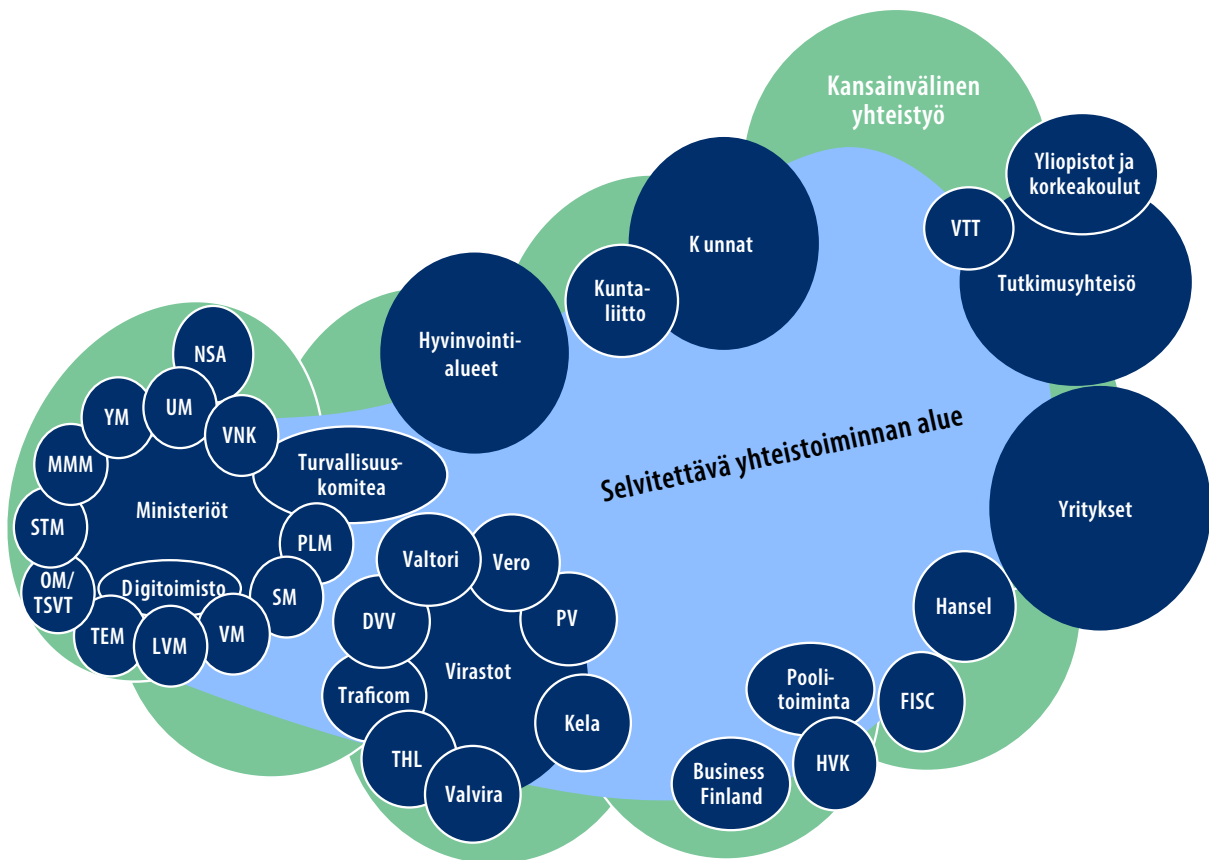 Kansainvälinen
yhteistyö
Yliopistot ja
korkeakoulut
VTT
Tutkimusyhteisö
K unnat
Kunta-
liitto
Hyvinvointi-
alueet
NSA
UM
YM
VNK
MMM
Turvallisuus-
komitea
Ministeriöt
STM
PLM
OM/
TSVT
Digitoimisto
SM
TEM
LVM
VM
Selvitettävä yhteistoiminnan alue
Yritykset
Valtori
Vero
DVV
PV
Virastot
Traficom
Kela
THL
Valvira
Hansel
Pooli-
toiminta
FISC
HVK
Business
Finland